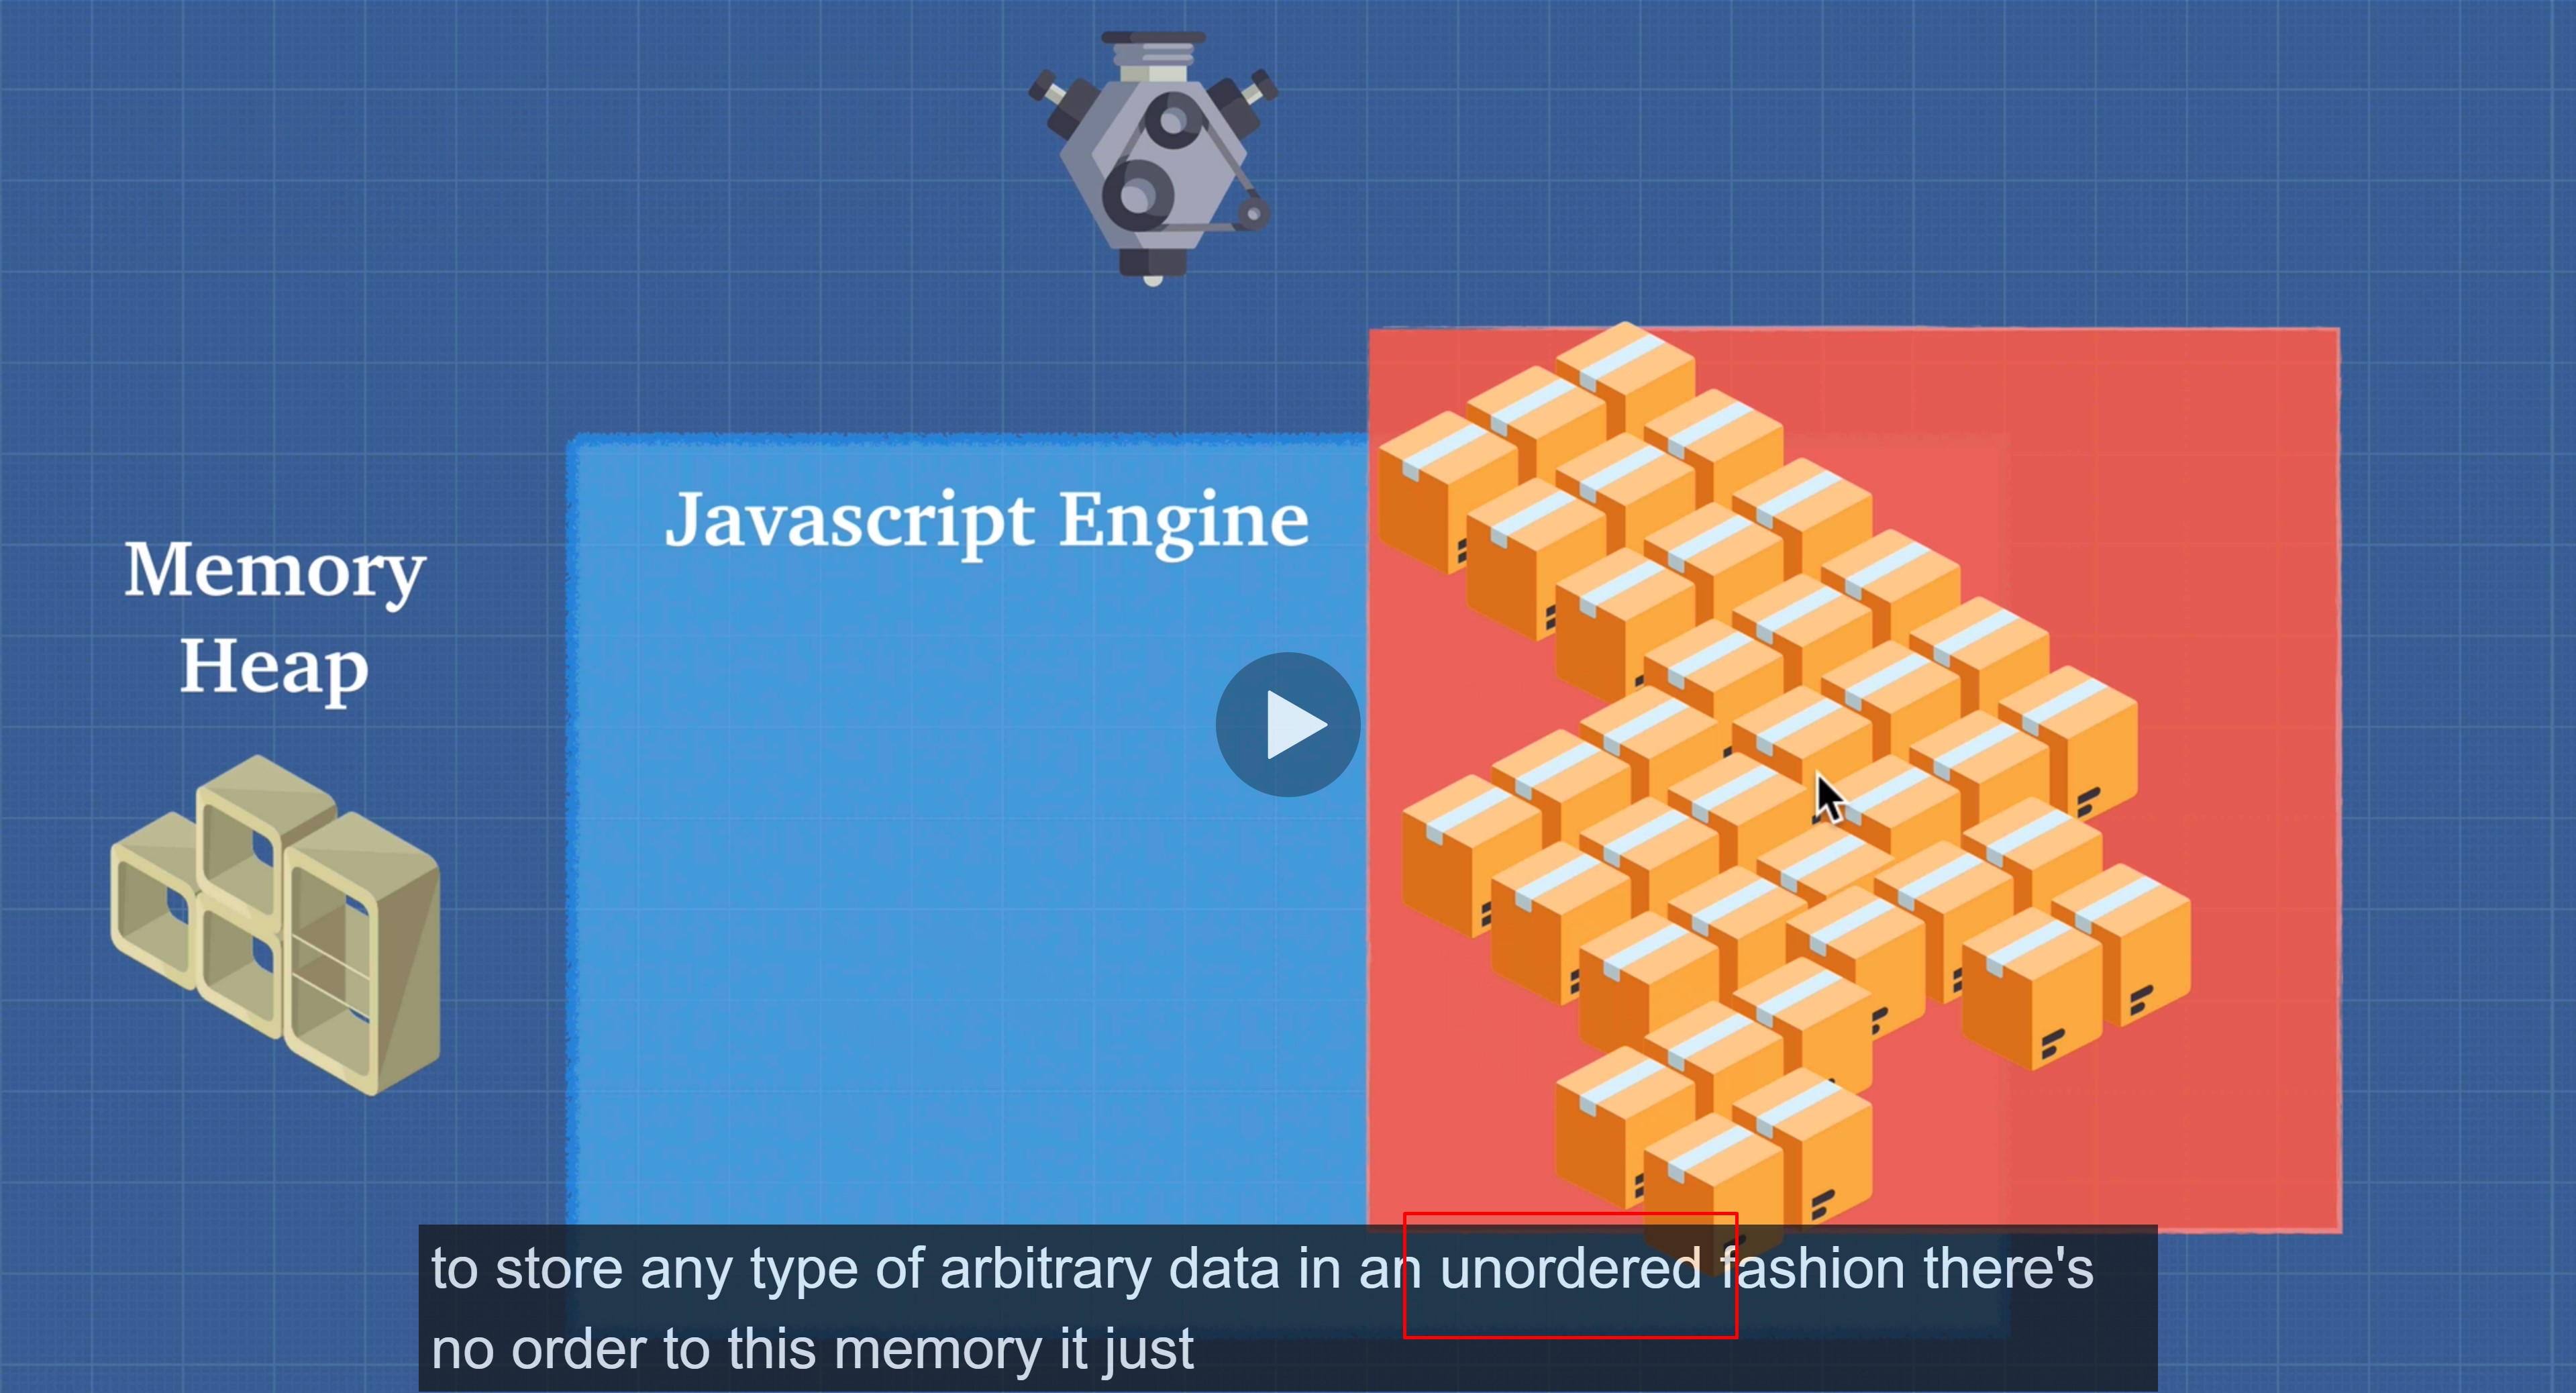 Javascript Engine
Memory
Heap
to store any type of arbitrary data in an unordered fashion there's
no order to this memory it just